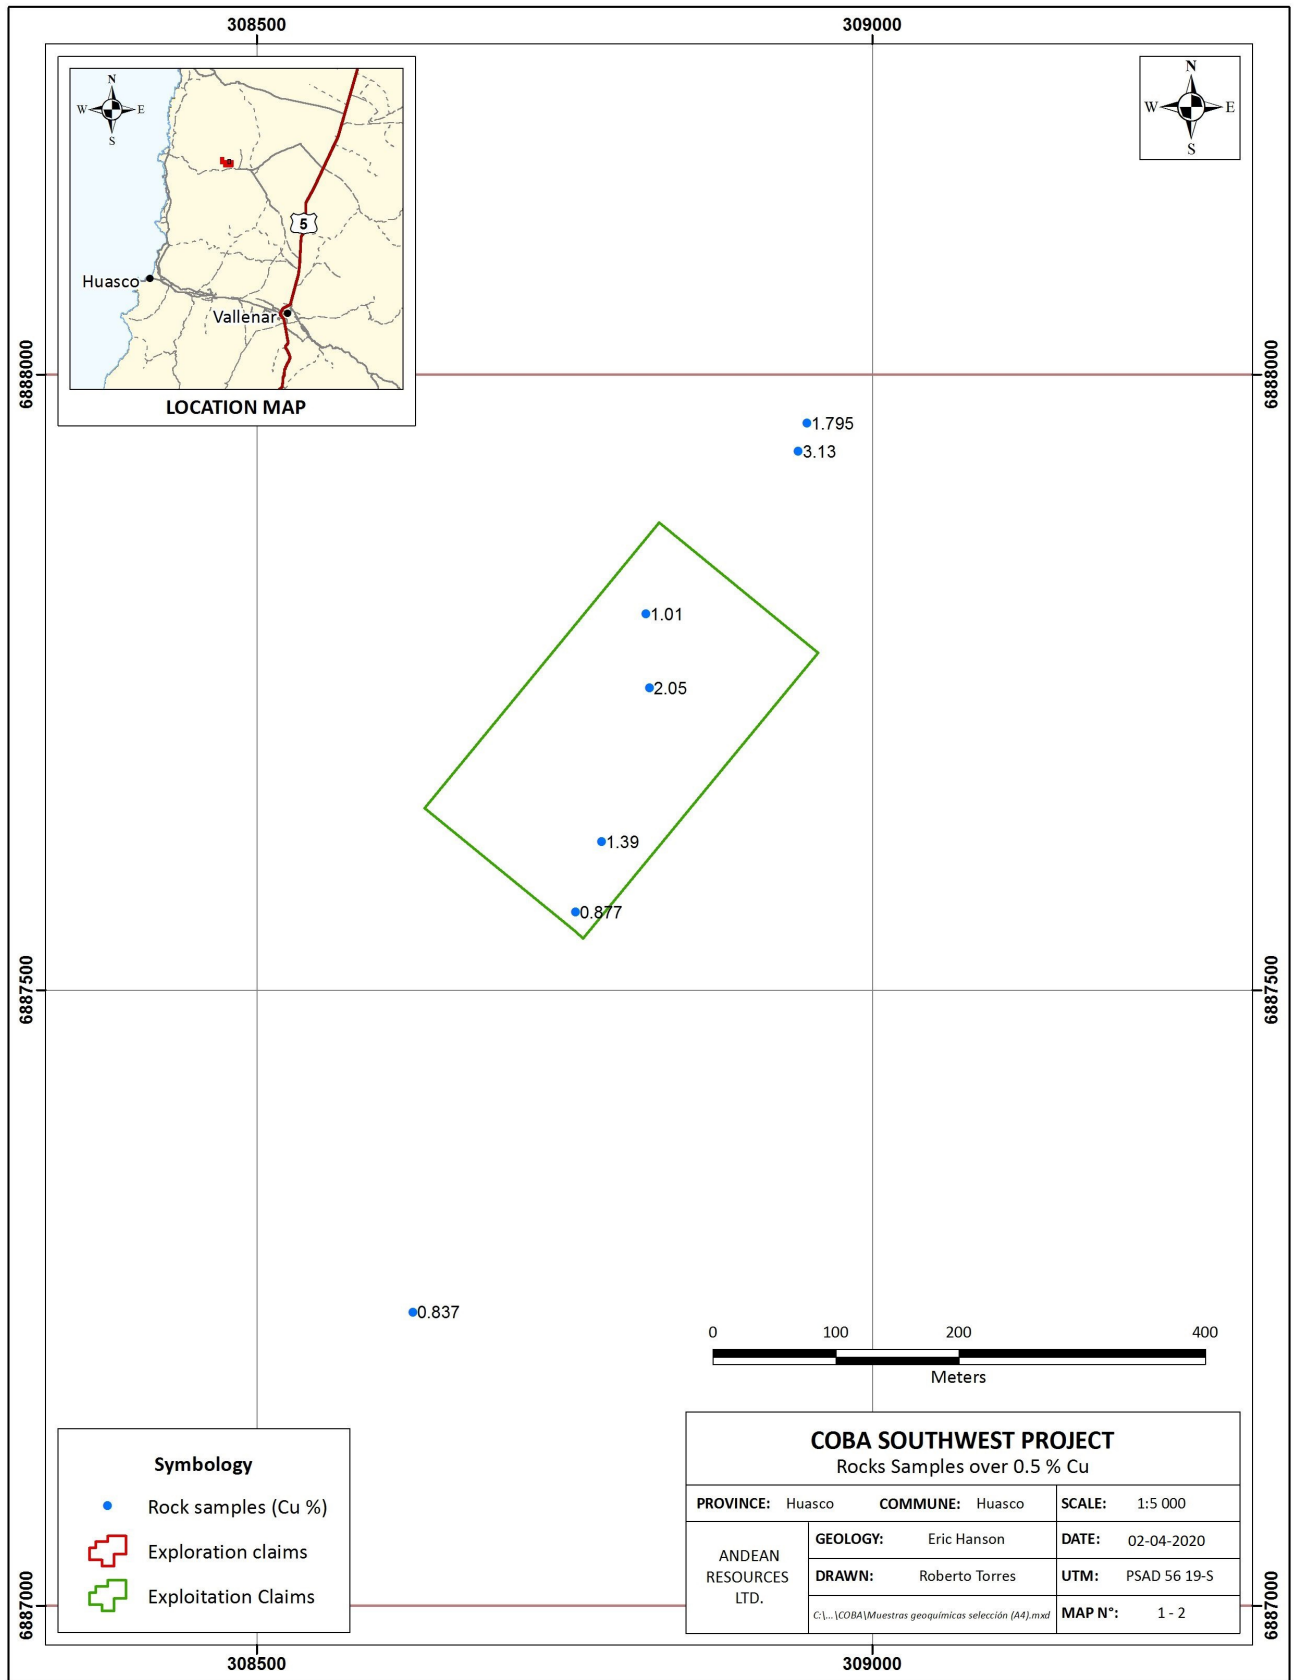 308500
309000
N
W
E
S
5
Huasco
Vallenar
LOCATION MAP
N
W
E
S
6888000
6888000
1.795
3.13
1.01
2.05
1.39
0.877
6887500
6887500
0.837
0
100
200
400
Meters
Symbology
Rock samples (Cu %)
Exploration claims
Exploitation Claims
COBA SOUTHWEST PROJECT
Rocks Samples over 0.5 % Cu
PROVINCE: Huasco COMMUNE: Huasco SCALE: 1:5 000
ANDEAN
RESOURCES
LTD.
GEOLOGY: Eric Hanson DATE: 02-04-2020
DRAWN: Roberto Torres UTM: PSAD 56 19-S
C:\...\COBA\Muestras geoquímicas selección (A4).mxd MAP N°: 1 - 2
6887000
6887000
308500
309000